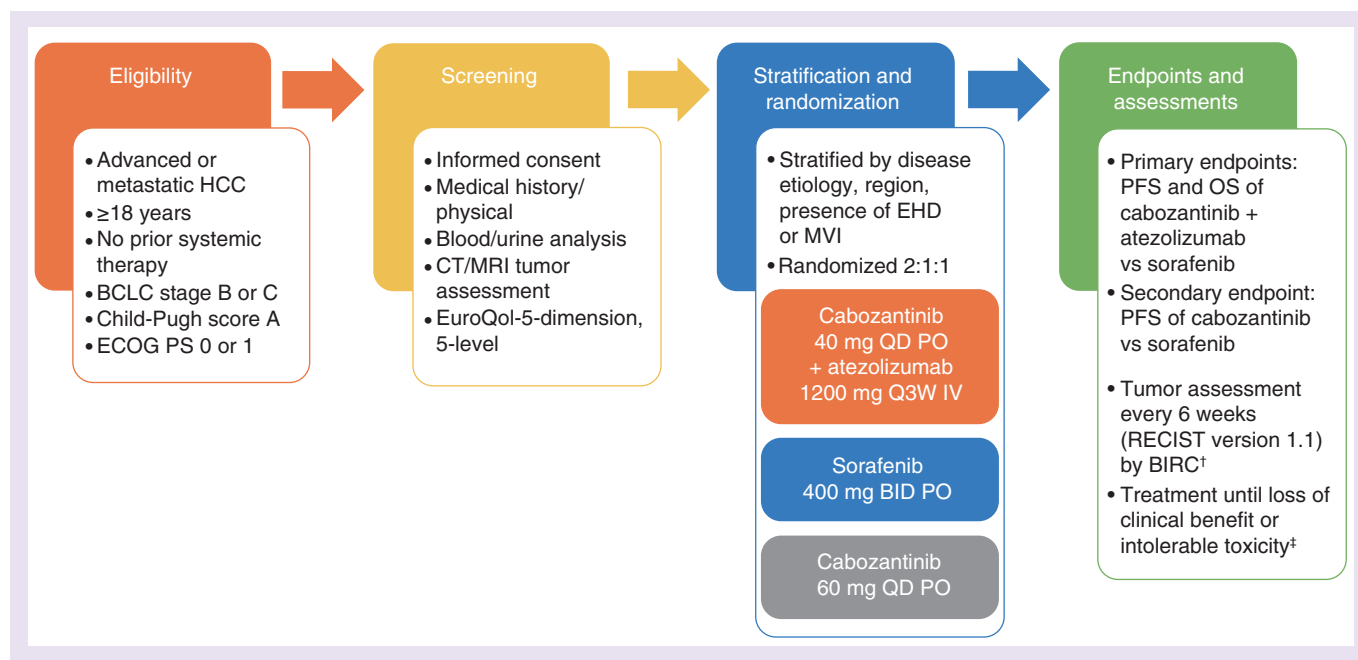 Eligibility
• Advanced or
metastatic HCC
• ≥18 years
• No prior systemic
therapy
• BCLC stage B or C
• Child-Pugh score A
• ECOG PS 0 or 1
Screening
• Informed consent
• Medical history/
physical
• Blood/urine analysis
• CT/MRI tumor
assessment
• EuroQol-5-dimension,
5-level
Stratification and
randomization
• Stratified by disease
etiology, region,
presence of EHD
or MVI
• Randomized 2:1:1
Cabozantinib
40 mg QD PO
+ atezolizumab
1200 mg Q3W IV
Sorafenib
400 mg BID PO
Cabozantinib
60 mg QD PO
Endpoints and
assessments
• Primary endpoints:
PFS and OS of
cabozantinib +
atezolizumab
vs sorafenib
• Secondary endpoint:
PFS of cabozantinib
vs sorafenib
• Tumor assessment
every 6 weeks
(RECIST version 1.1)
by BIRC†
• Treatment until loss of
clinical benefit or
intolerable toxicity‡